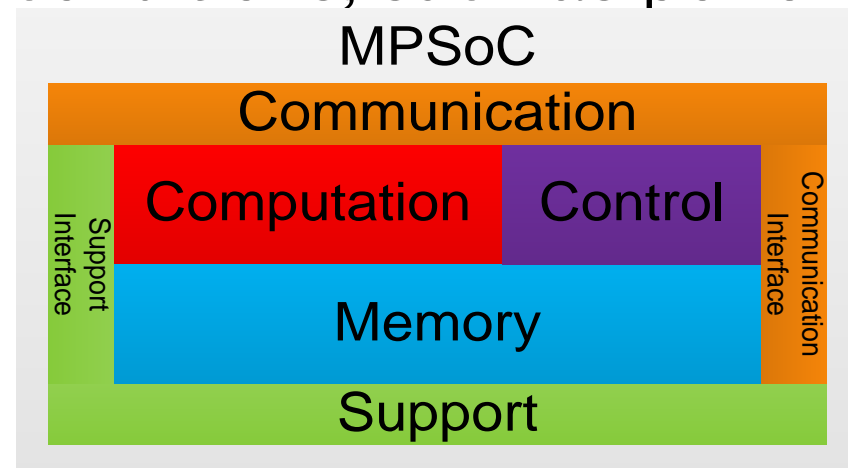 MPSoC
Communication
Computation
Control
Support
Interface
Communication
Interface
Memory
Support